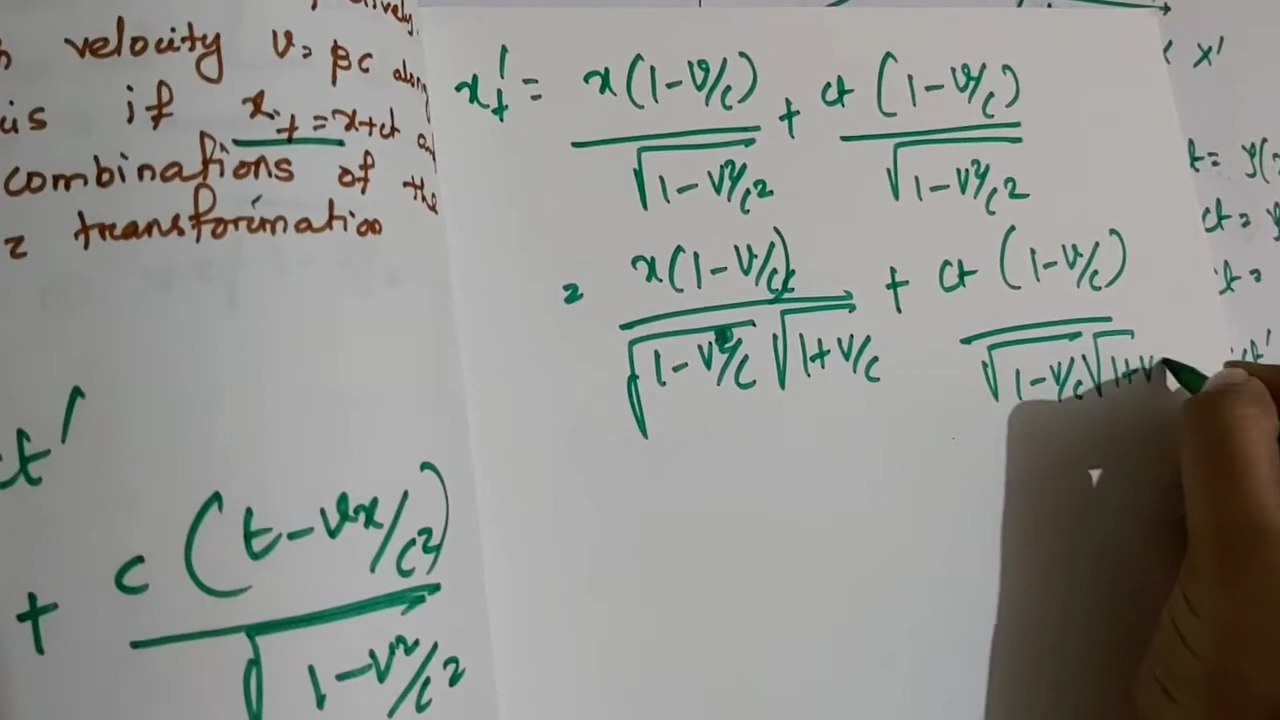 velocity v = βc along
is if x₊ = x+ct
combinations of the
z transformation
x₊' = x(1-v/c)/√(1-v²/c²) + ct(1-v/c)/√(1-v²/c²)
= x(1-v/c)/(√(1-v/c) √(1+v/c)) + ct(1-v/c)/(√(1-v/c) √(1+v
t'
+ c(t-vx/c²)/√(1-v²/c²)
x'
t =
ct =